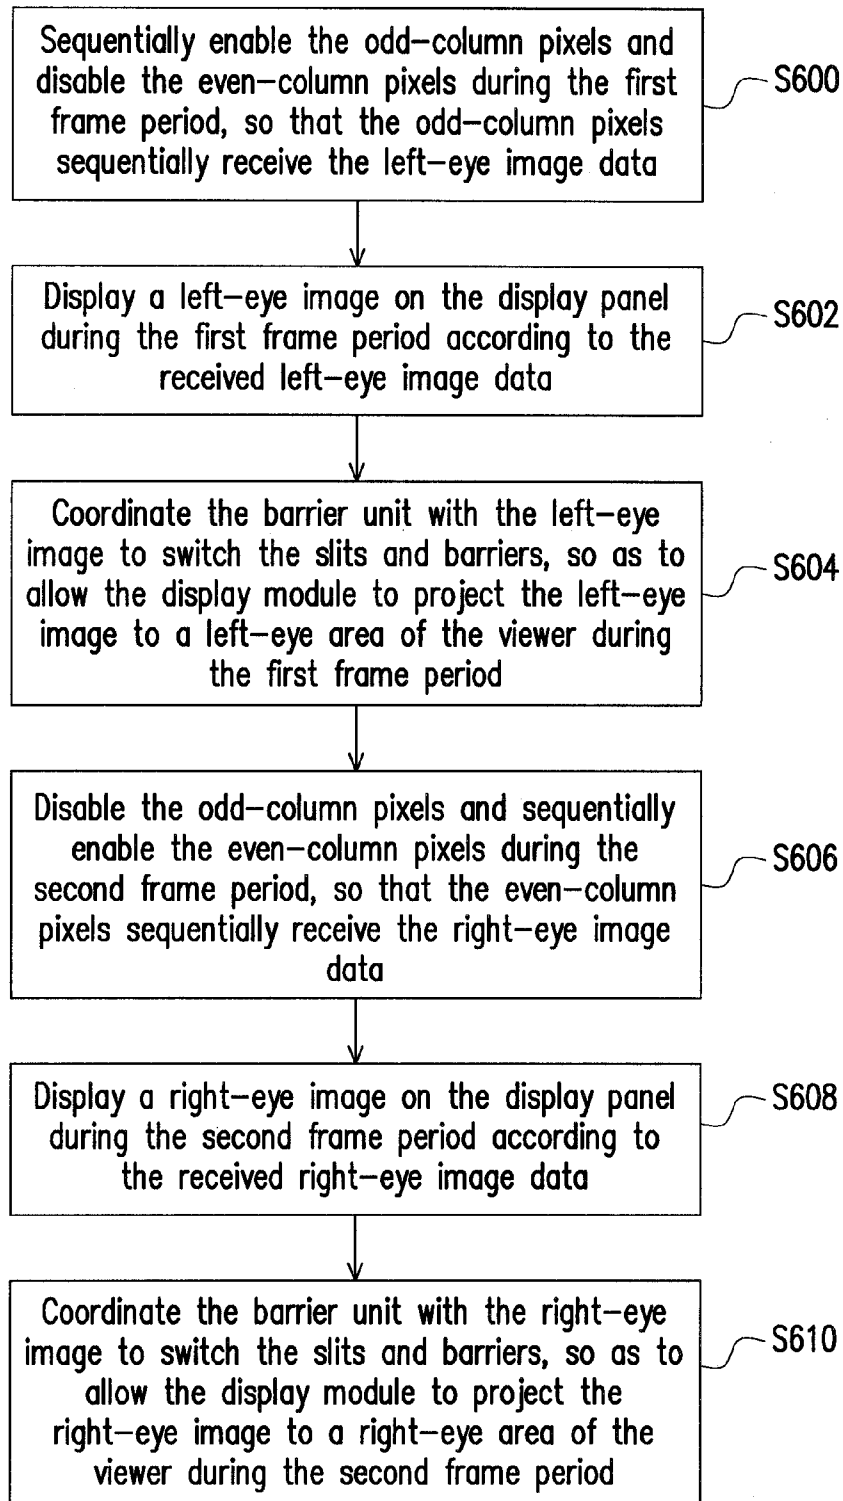 Sequentially enable the odd-column pixels and
disable the even-column pixels during the first
frame period, so that the odd-column pixels
sequentially receive the left-eye image data
S600
Display a left-eye image on the display panel
during the first frame period according to the
received left-eye image data
S602
Coordinate the barrier unit with the left-eye
image to switch the slits and barriers, so as to
allow the display module to project the left-eye
image to a left-eye area of the viewer during
the first frame period
S604
Disable the odd-column pixels and sequentially
enable the even-column pixels during the
second frame period, so that the even-column
pixels sequentially receive the right-eye image
data
S606
Display a right-eye image on the display panel
during the second frame period according to
the received right-eye image data
S608
Coordinate the barrier unit with the right-eye
image to switch the slits and barriers, so as to
allow the display module to project the
right-eye image to a right-eye area of the
viewer during the second frame period
S610